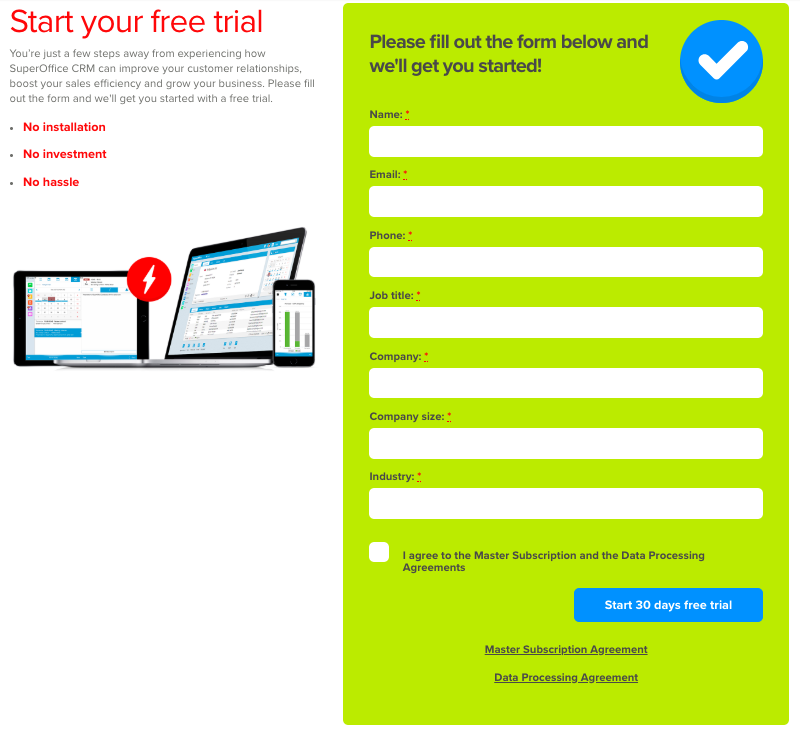 Start your free trial
You're just a few steps away from experiencing how
SuperOffice CRM can improve your customer relationships,
boost your sales efficiency and grow your business. Please fill
out the form and we'll get you started with a free trial.
• No installation
• No investment
• No hassle
Please fill out the form below and
we'll get you started!
Name: *
Email: *
Phone: *
Job title: *
Company: *
Company size: *
Industry: *
I agree to the Master Subscription and the Data Processing
Agreements
Start 30 days free trial
Master Subscription Agreement
Data Processing Agreement